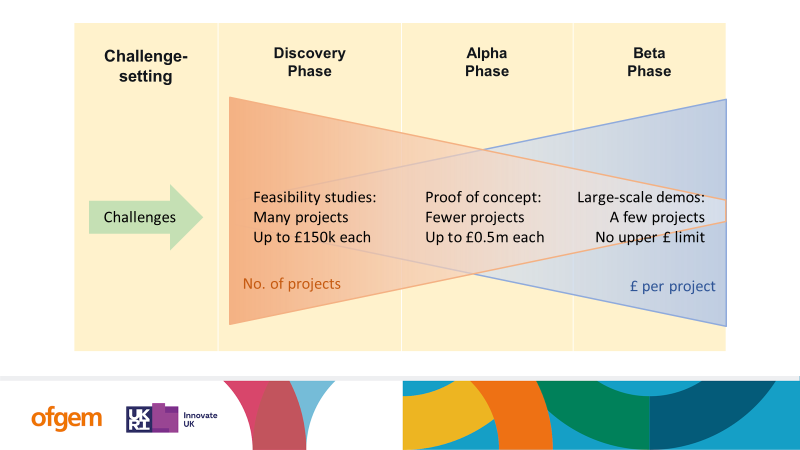 Challenge-
setting
Discovery
Phase
Alpha
Phase
Beta
Phase
Challenges
Feasibility studies:
Many projects
Up to £150k each
Proof of concept:
Fewer projects
Up to £0.5m each
Large-scale demos:
A few projects
No upper £ limit
No. of projects
£ per project
ofgem
UK
RI
Innovate
UK